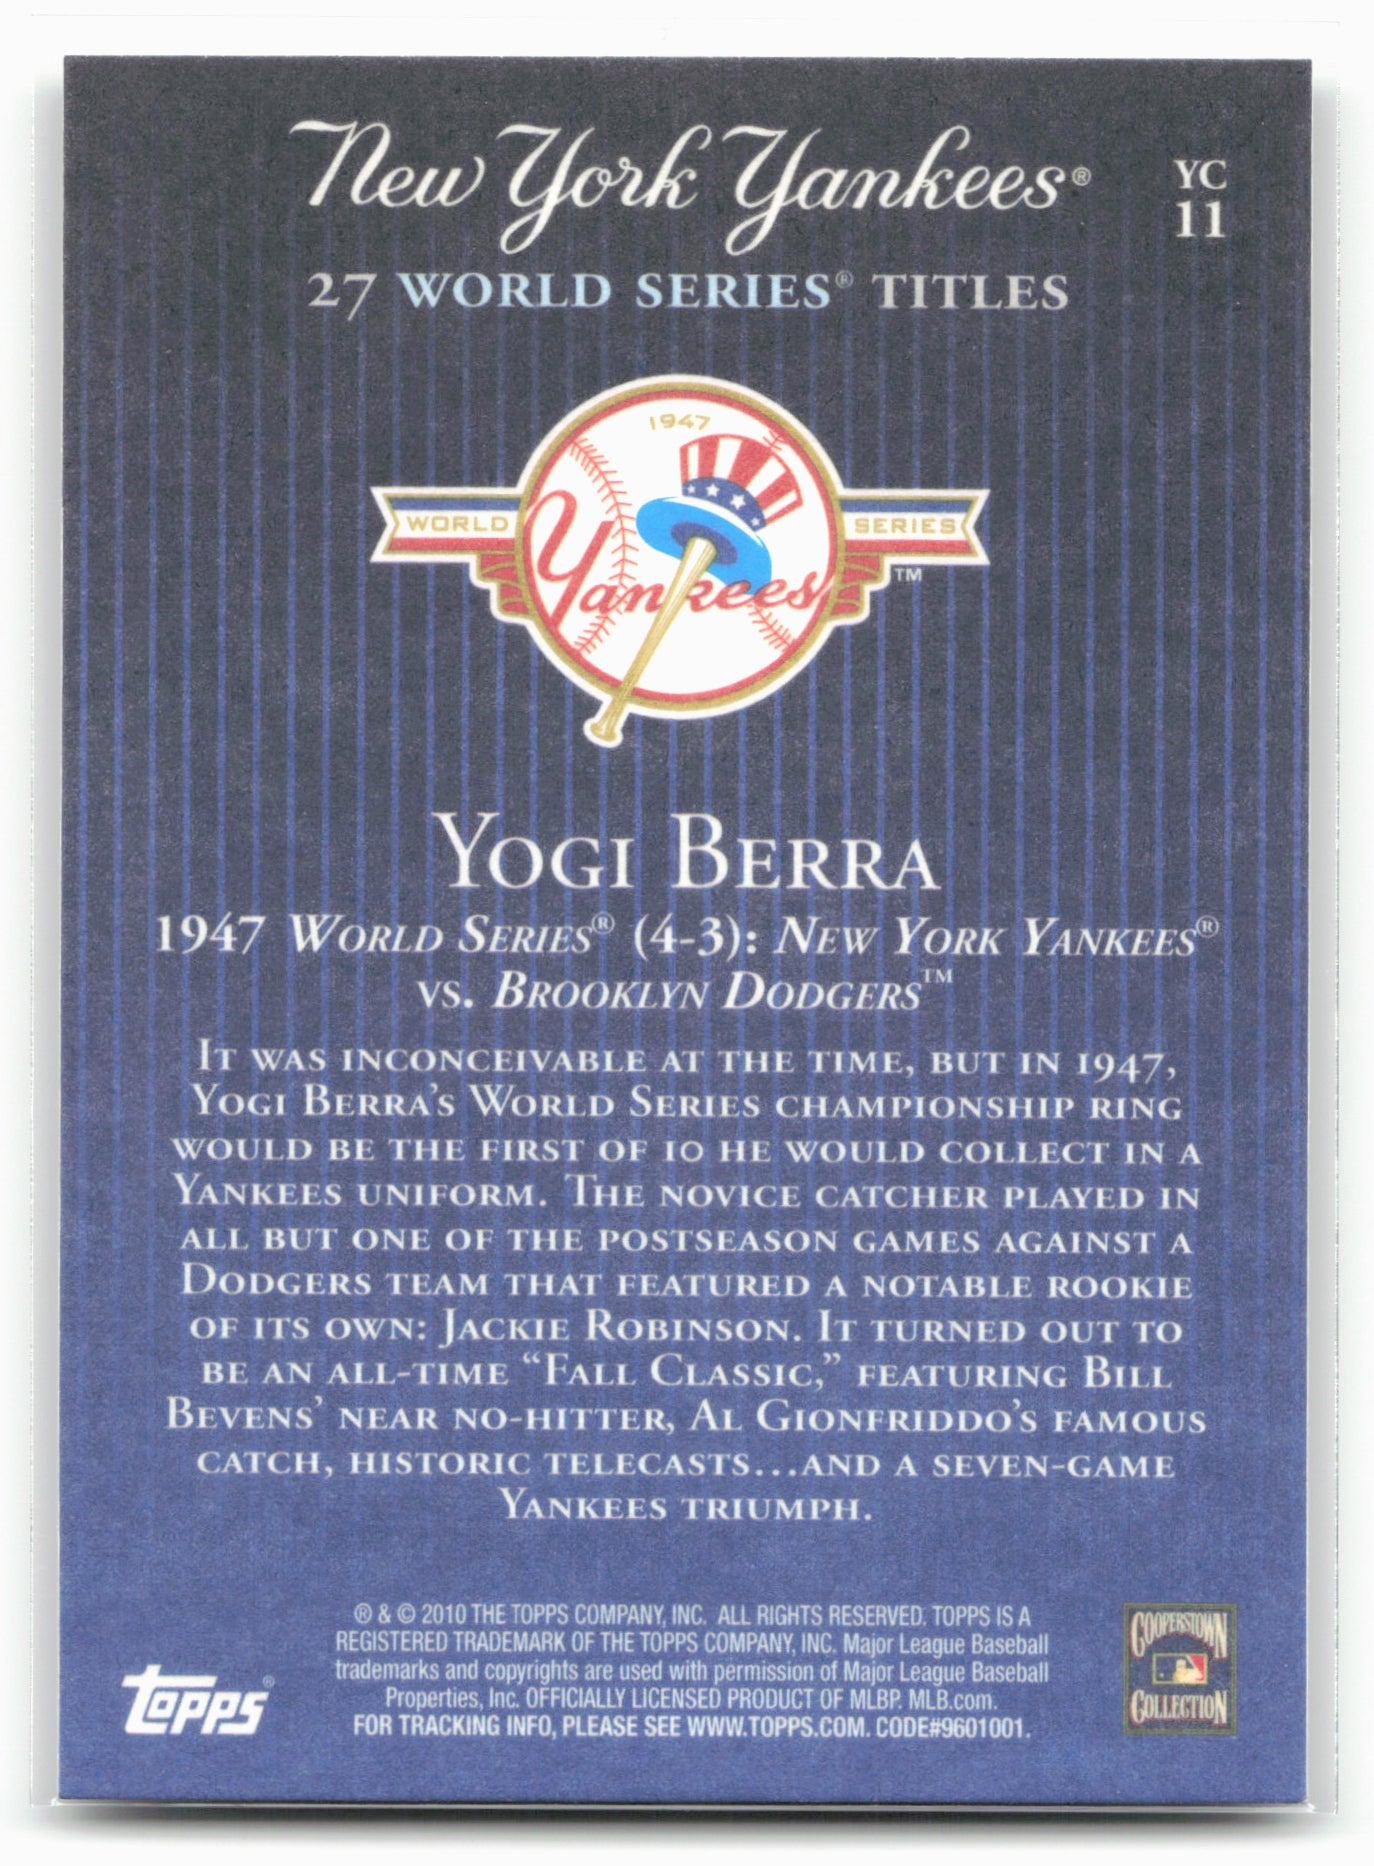 New York Yankees®
YC
11
27 WORLD SERIES® TITLES
1947
WORLD SERIES
Yankees
™
YOGI BERRA
1947 WORLD SERIES® (4-3): NEW YORK YANKEES®
VS. BROOKLYN DODGERS™
IT WAS INCONCEIVABLE AT THE TIME, BUT IN 1947,
YOGI BERRA'S WORLD SERIES CHAMPIONSHIP RING
WOULD BE THE FIRST OF 10 HE WOULD COLLECT IN A
YANKEES UNIFORM. THE NOVICE CATCHER PLAYED IN
ALL BUT ONE OF THE POSTSEASON GAMES AGAINST A
DODGERS TEAM THAT FEATURED A NOTABLE ROOKIE
OF ITS OWN: JACKIE ROBINSON. IT TURNED OUT TO
BE AN ALL-TIME “FALL CLASSIC,” FEATURING BILL
BEVENS' NEAR NO-HITTER, AL GIONFRIDDO'S FAMOUS
CATCH, HISTORIC TELECASTS...AND A SEVEN-GAME
YANKEES TRIUMPH.
® & © 2010 THE TOPPS COMPANY, INC. ALL RIGHTS RESERVED. TOPPS IS A
REGISTERED TRADEMARK OF THE TOPPS COMPANY, INC. Major League Baseball
trademarks and copyrights are used with permission of Major League Baseball
Properties, Inc. OFFICIALLY LICENSED PRODUCT OF MLBP. MLB.com.
FOR TRACKING INFO, PLEASE SEE WWW.TOPPS.COM. CODE#9601001.
TOPPS®
COOPERSTOWN
COLLECTION